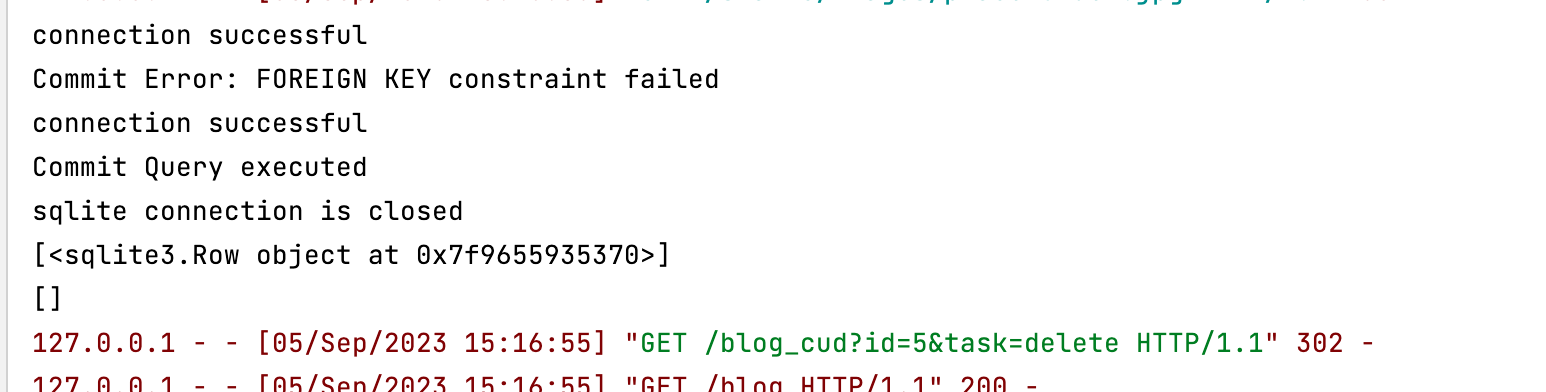 connection successful
Commit Error: FOREIGN KEY constraint failed
connection successful
Commit Query executed
sqlite connection is closed
[<sqlite3.Row object at 0x7f9655935370>]
[]
127.0.0.1 - - [05/Sep/2023 15:16:55] "GET /blog_cud?id=5&task=delete HTTP/1.1" 302 -
127.0.0.1 - - [05/Sep/2023 15:16:55] "GET /blog HTTP/1.1" 200 -